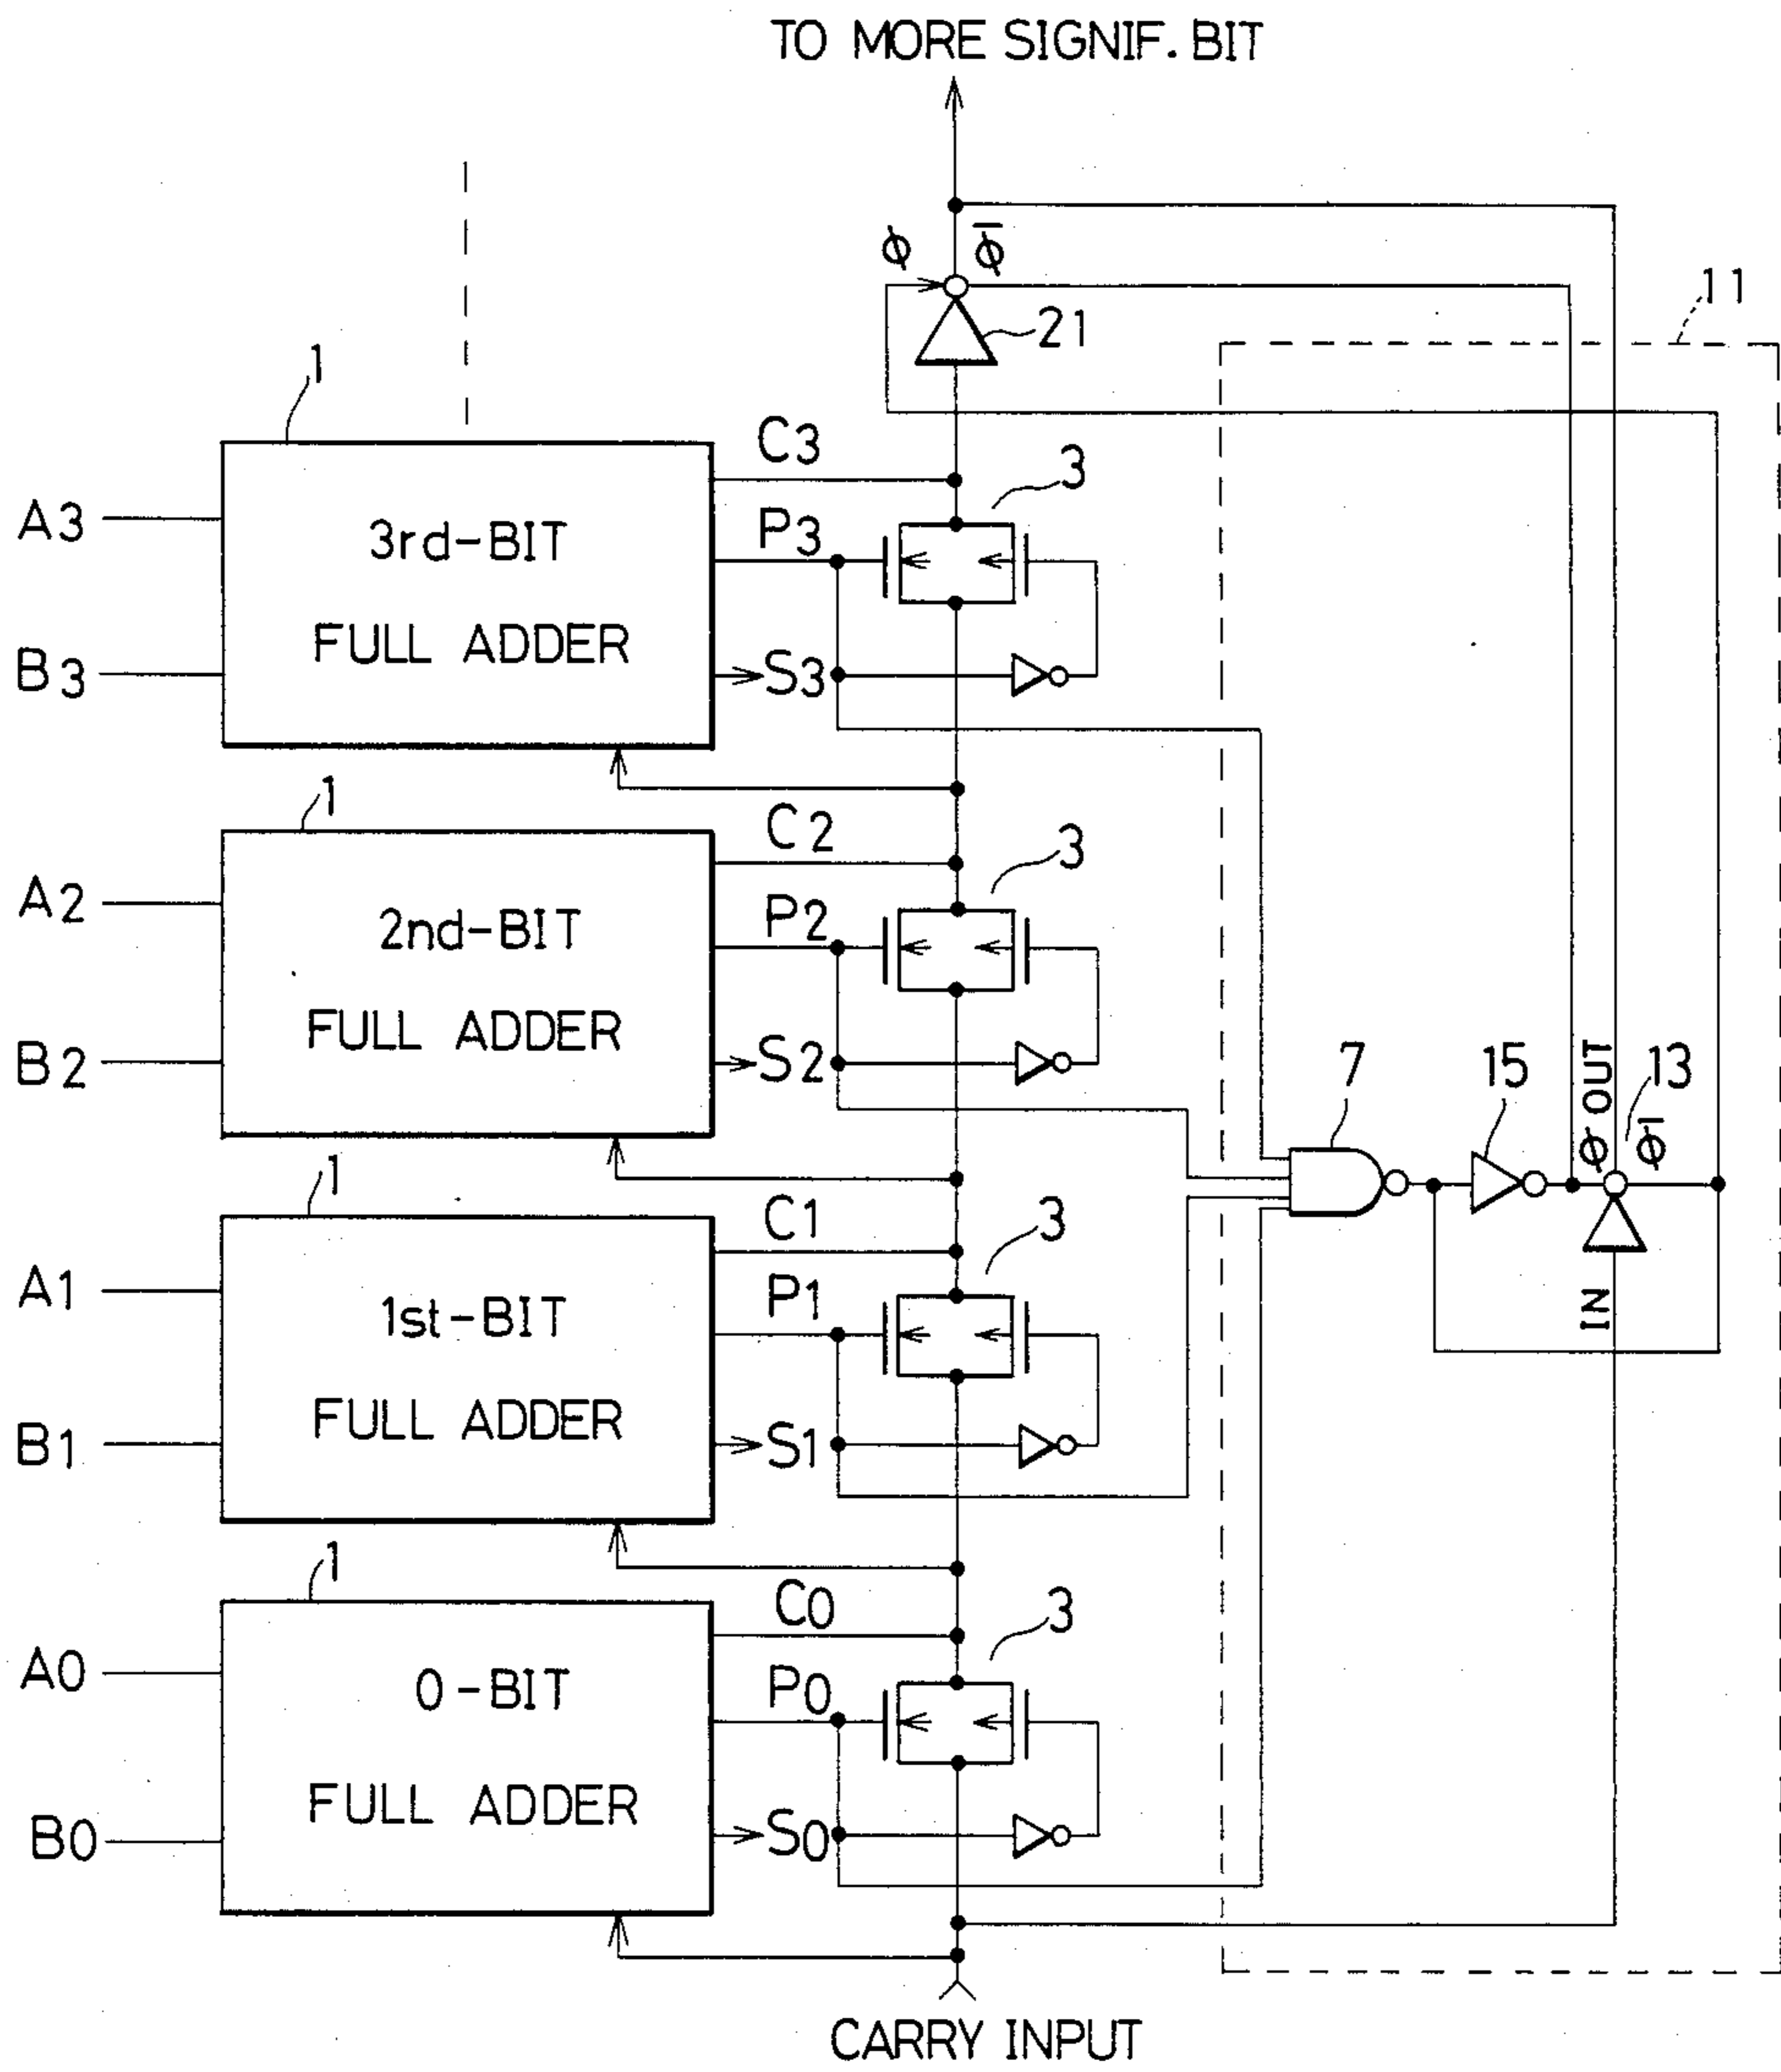 TO MORE SIGNIF. BIT
ϕ ϕ̅
11
21
1
C3
3
A3
3rd-BIT
P3
FULL ADDER
B3
S3
1
C2
3
A2
2nd-BIT
P2
FULL ADDER
B2
S2
7
15
ϕ OUT
13
ϕ̅
1
C1
3
A1
1st-BIT
P1
IN
FULL ADDER
B1
S1
1
C0
3
A0
0-BIT
P0
FULL ADDER
B0
S0
CARRY INPUT